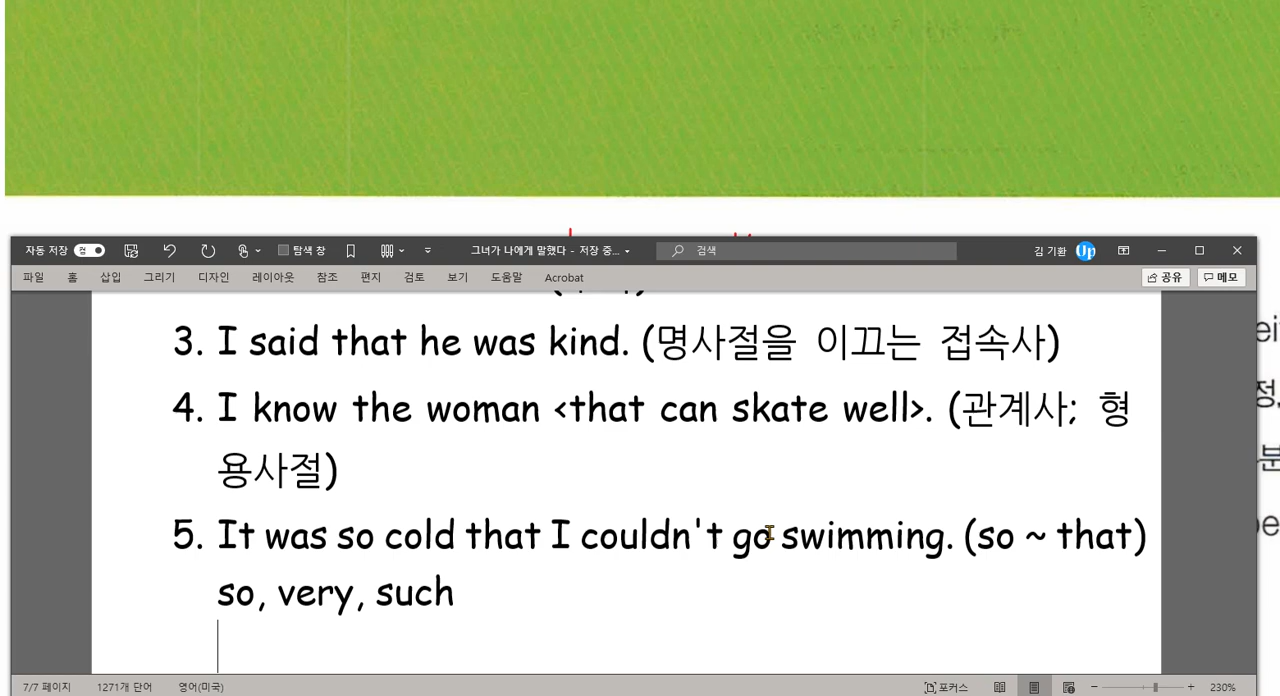 자동 저장 컴 탐색 창 그녀가 나에게 말했다 - 저장 중... 검색 김 기환 Up
파일 홈 삽입 그리기 디자인 레이아웃 참조 편지 검토 보기 도움말 Acrobat 공유 메모
3. I said that he was kind. (명사절을 이끄는 접속사)
4. I know the woman <that can skate well>. (관계사; 형
용사절)
5. It was so cold that I couldn't go swimming. (so ~ that)
so, very, such
7/7 페이지 1271개 단어 영어(미국) 포커스 230%